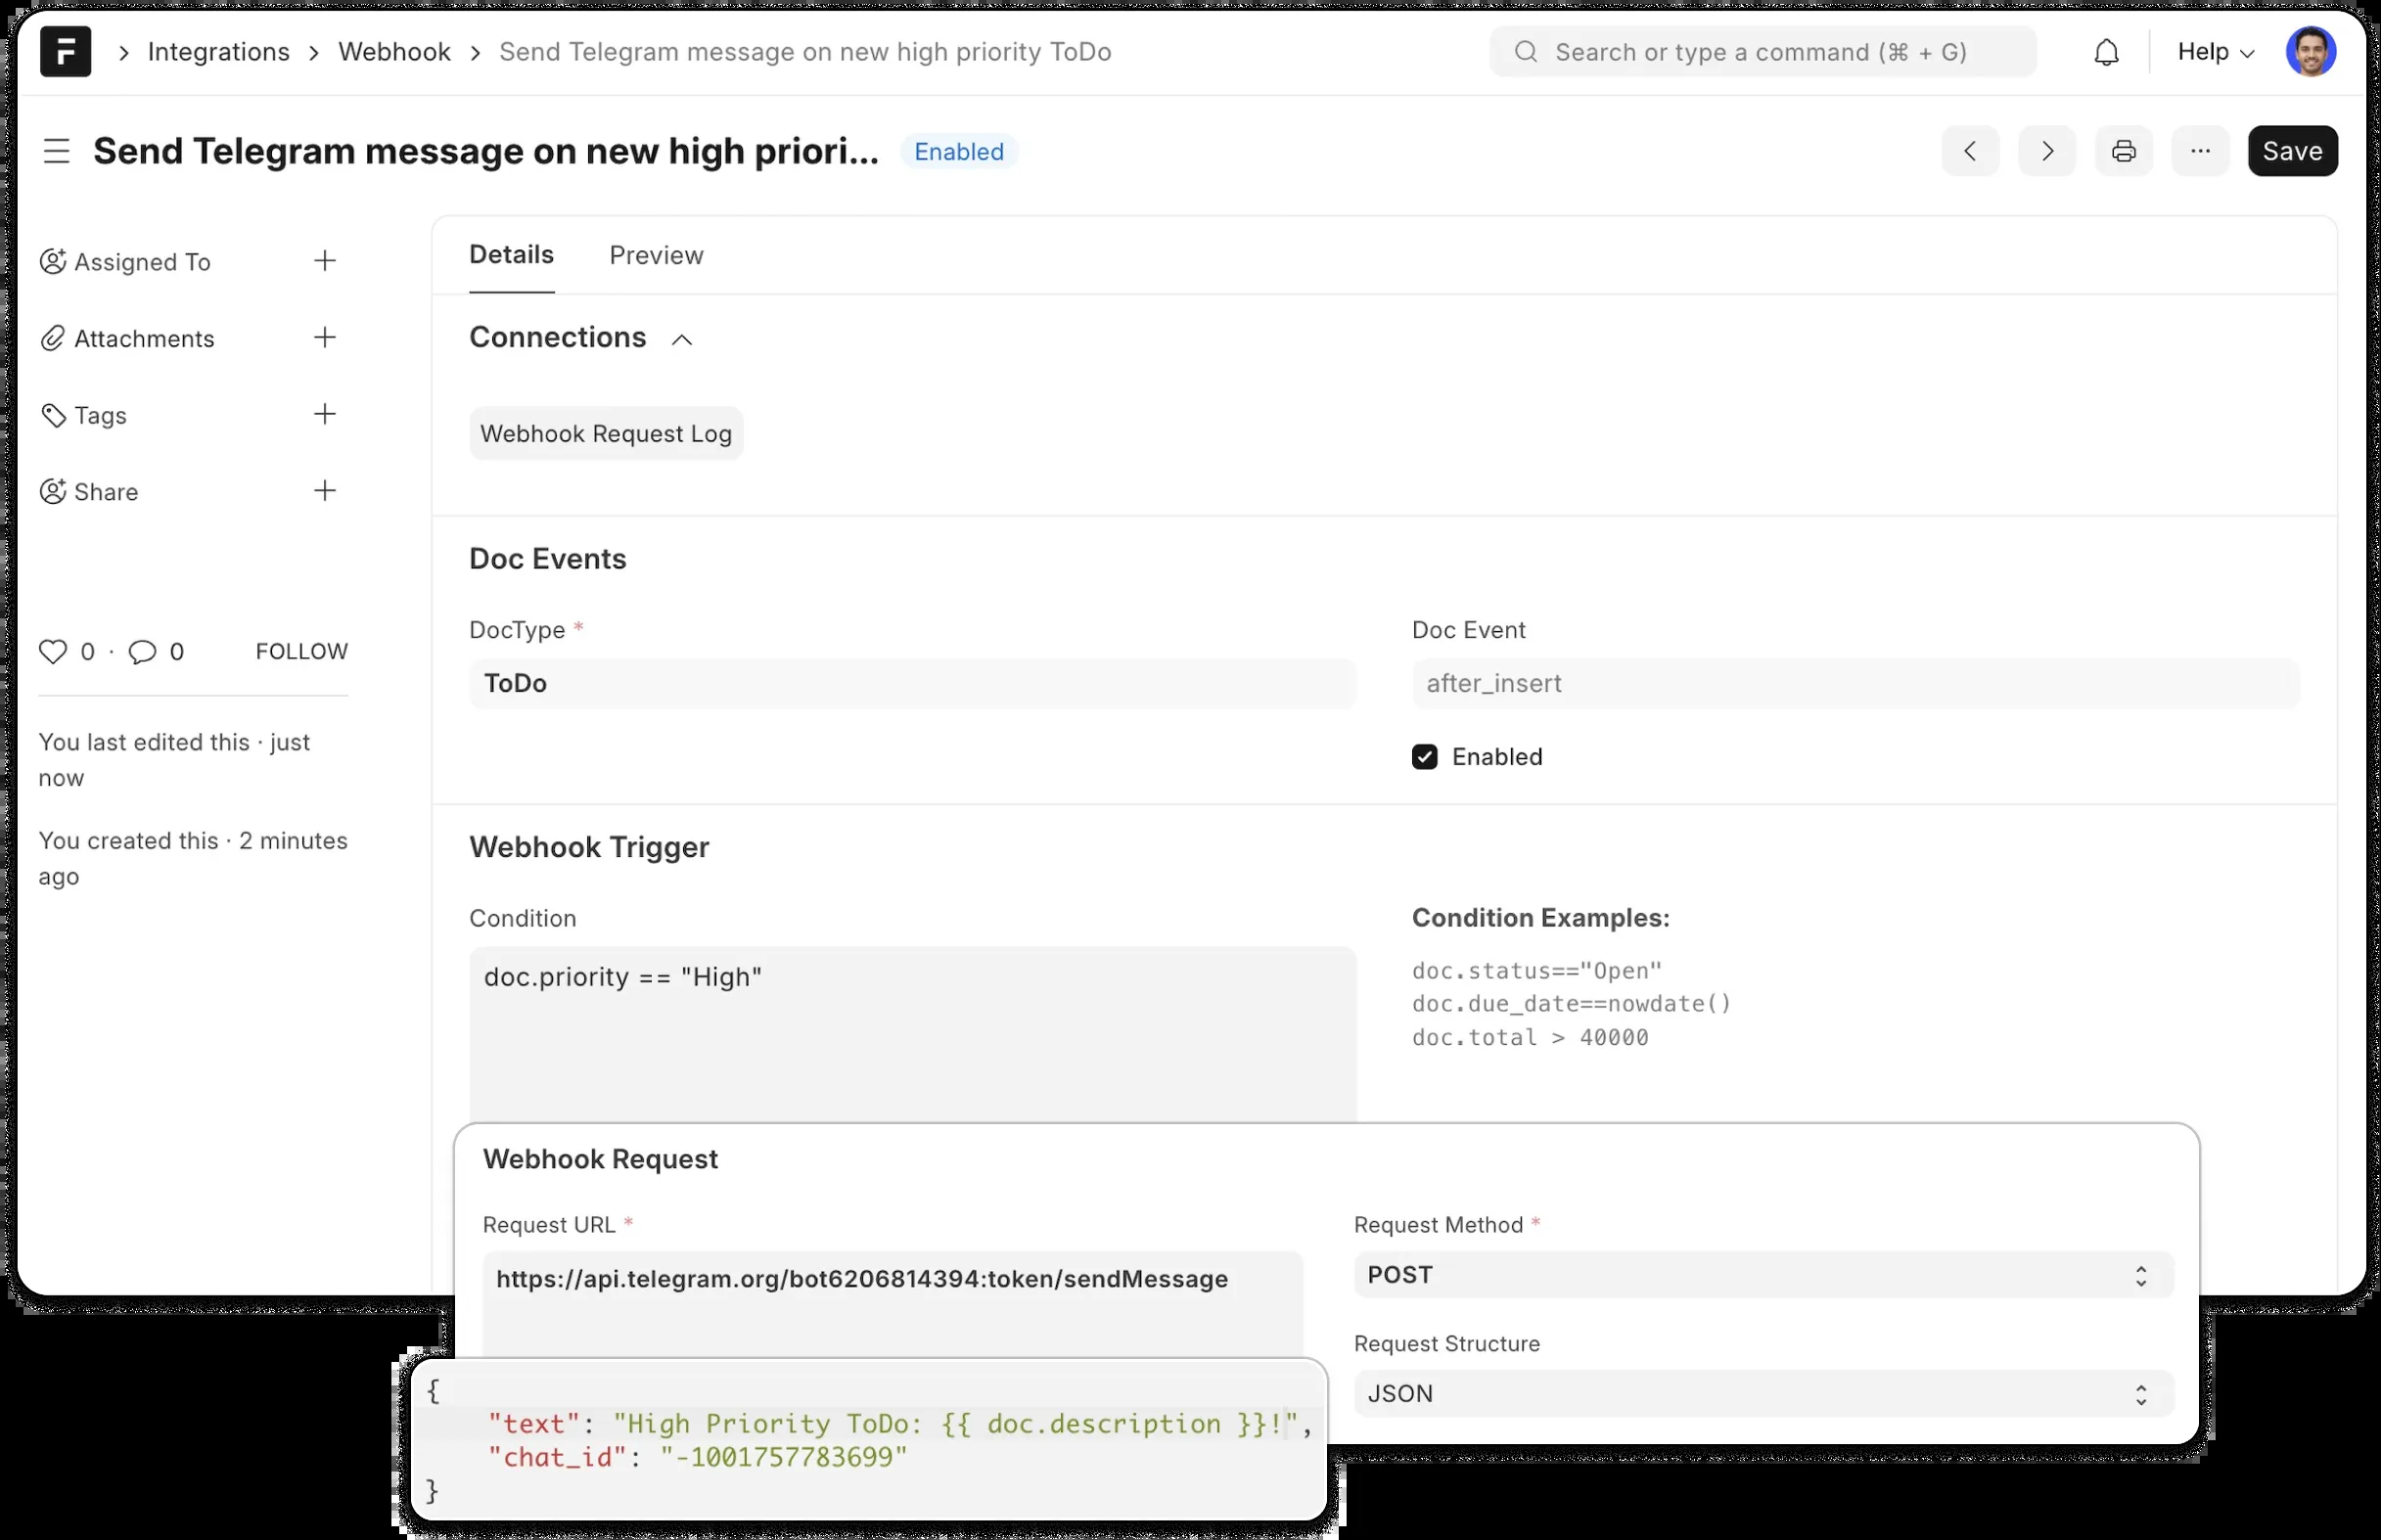 F
Integrations
Webhook
Send Telegram message on new high priority ToDo
Search or type a command (⌘ + G)
Help
Send Telegram message on new high priori...
Enabled
Save
Assigned To
Attachments
Tags
Share
0 · 0
FOLLOW
You last edited this · just
now
You created this · 2 minutes
ago
Details
Preview
Connections
Webhook Request Log
Doc Events
DocType *
ToDo
Doc Event
after_insert
Enabled
Webhook Trigger
Condition
doc.priority == "High"
Condition Examples:
doc.status=="Open"
doc.due_date==nowdate()
doc.total > 40000
Webhook Request
Request URL *
https://api.telegram.org/bot6206814394:token/sendMessage
Request Method *
POST
Request Structure
JSON
{
"text": "High Priority ToDo: {{ doc.description }}!",
"chat_id": "-1001757783699"
}